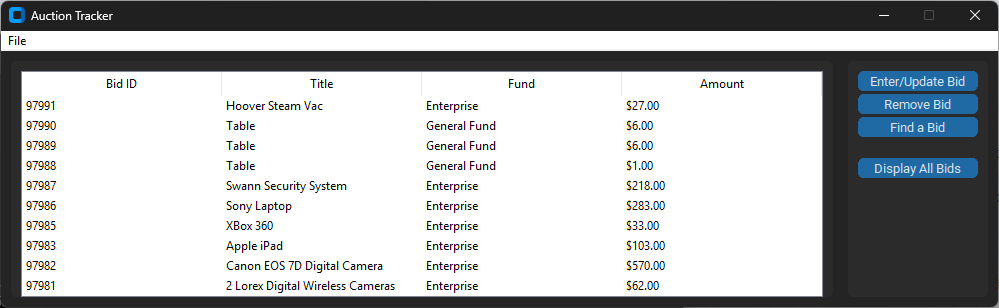 Auction Tracker
File
Bid ID Title Fund Amount
97991 Hoover Steam Vac Enterprise $27.00
97990 Table General Fund $6.00
97989 Table General Fund $6.00
97988 Table General Fund $1.00
97987 Swann Security System Enterprise $218.00
97986 Sony Laptop Enterprise $283.00
97985 XBox 360 Enterprise $33.00
97983 Apple iPad Enterprise $103.00
97982 Canon EOS 7D Digital Camera Enterprise $570.00
97981 2 Lorex Digital Wireless Cameras Enterprise $62.00
Enter/Update Bid
Remove Bid
Find a Bid
Display All Bids